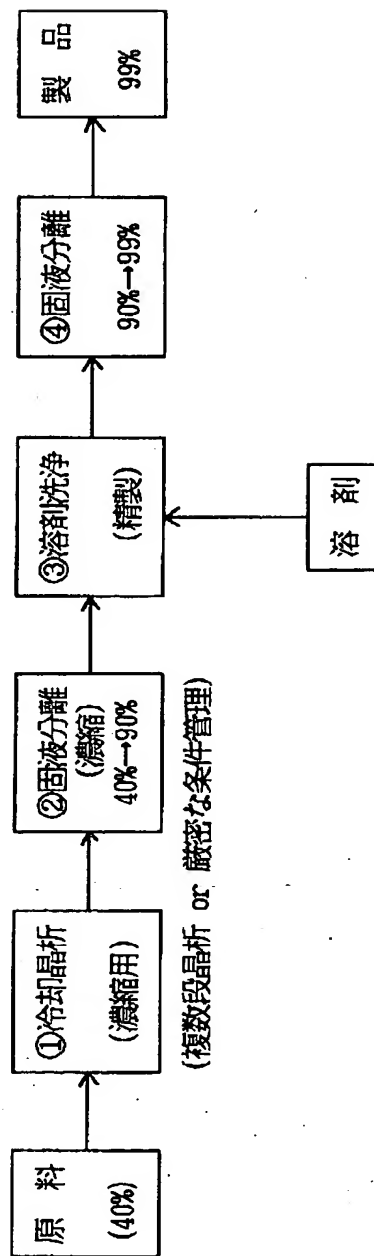 原料
(40%)
①冷却晶析
(濃縮用)
②固液分離
(濃縮)
40%→90%
(複数段晶析 or 厳密な条件管理)
③溶剤洗浄
(精製)
溶剤
④固液分離
90%→99%
製品
99%